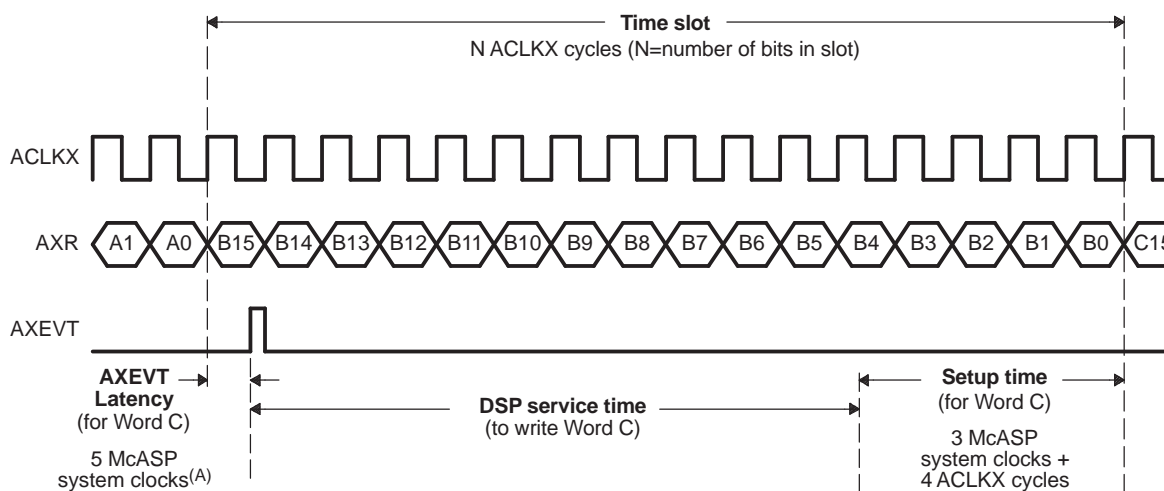 Time slot
N ACLKX cycles (N=number of bits in slot)
ACLKX
AXR A1 A0 B15 B14 B13 B12 B11 B10 B9 B8 B7 B6 B5 B4 B3 B2 B1 B0 C15
AXEVT
AXEVT
Latency
(for Word C)
5 McASP
system clocks(A)
DSP service time
(to write Word C)
Setup time
(for Word C)
3 McASP
system clocks +
4 ACLKX cycles